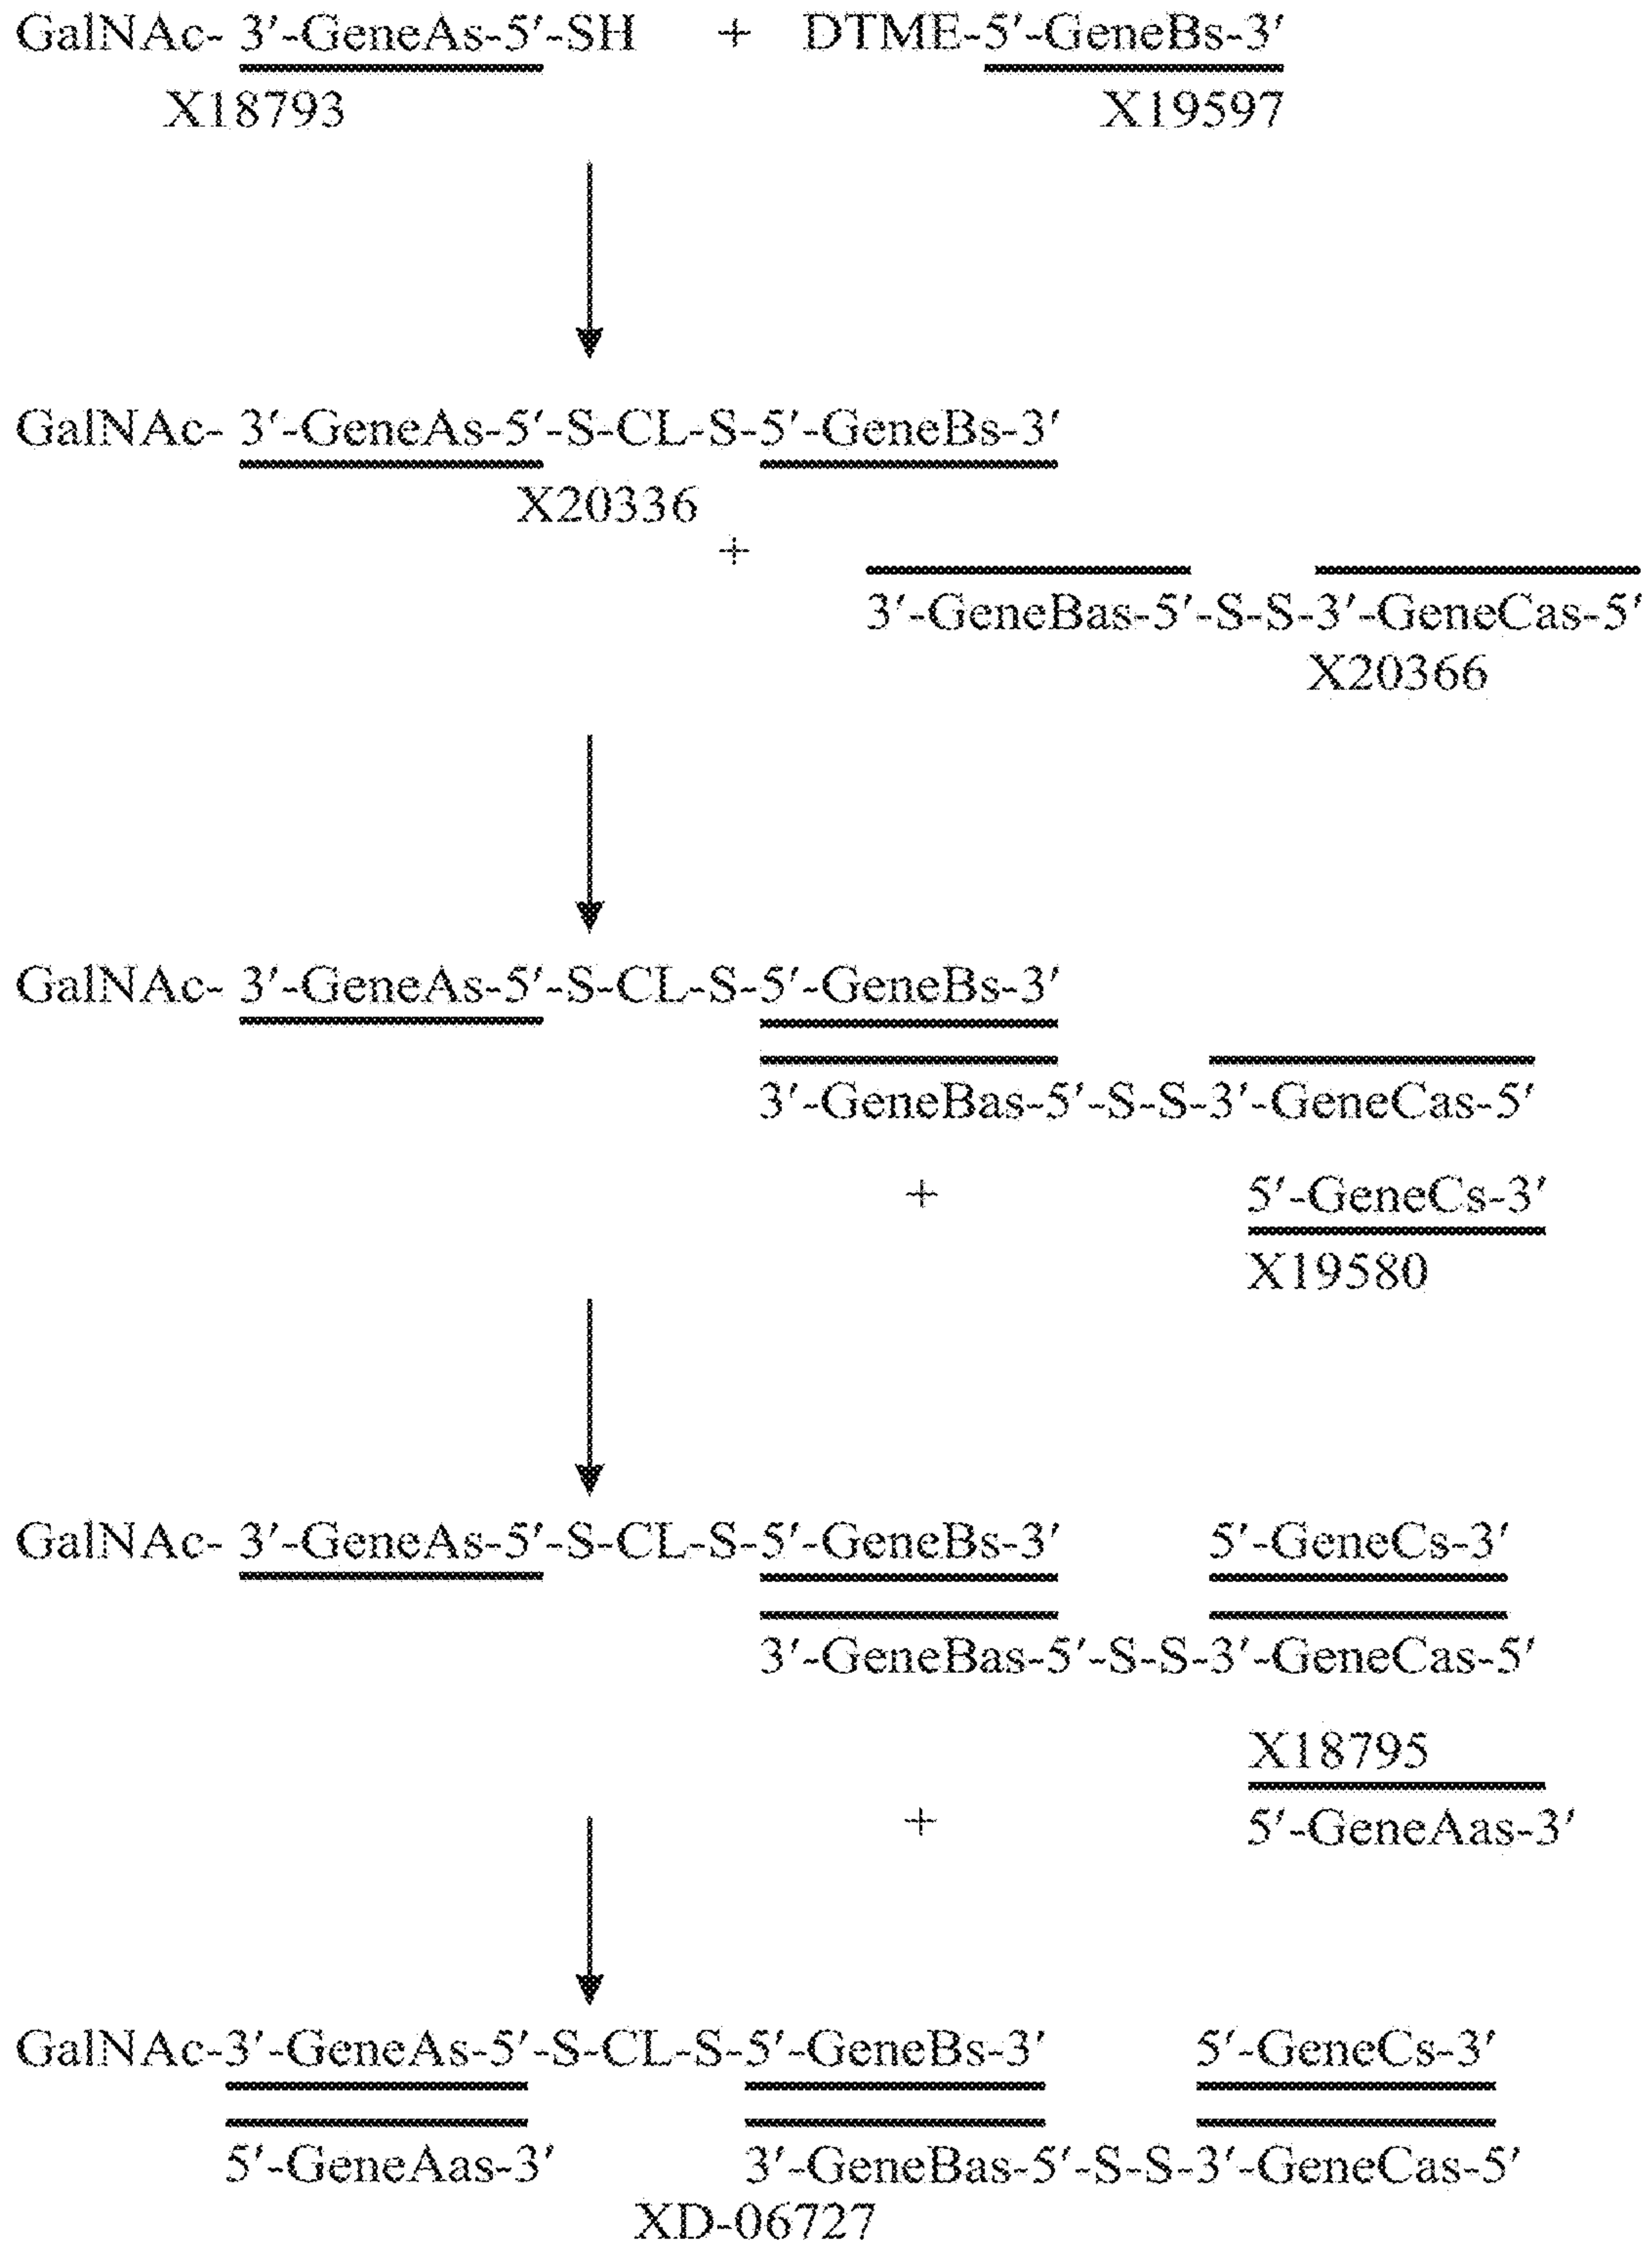 GalNAc- 3′-GeneAs-5′-SH + DTME-5′-GeneBs-3′
X18793 X19597
GalNAc- 3′-GeneAs-5′-S-CL-S-5′-GeneBs-3′
X20336
+
3′-GeneBas-5′-S-S-3′-GeneCas-5′
X20366
GalNAc- 3′-GeneAs-5′-S-CL-S-5′-GeneBs-3′
3′-GeneBas-5′-S-S-3′-GeneCas-5′
+ 5′-GeneCs-3′
X19580
GalNAc- 3′-GeneAs-5′-S-CL-S-5′-GeneBs-3′ 5′-GeneCs-3′
3′-GeneBas-5′-S-S-3′-GeneCas-5′
X18795
+ 5′-GeneAas-3′
GalNAc-3′-GeneAs-5′-S-CL-S-5′-GeneBs-3′ 5′-GeneCs-3′
5′-GeneAas-3′ 3′-GeneBas-5′-S-S-3′-GeneCas-5′
XD-06727